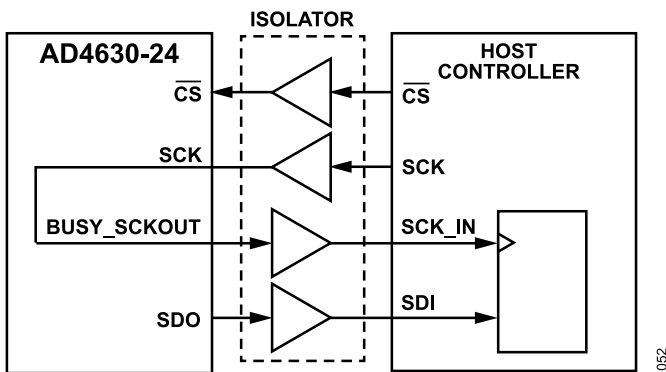 ISOLATOR
AD4630-24
HOST
CONTROLLER
CS
CS
SCK
SCK
BUSY_SCKOUT
SCK_IN
SDO
SDI
052